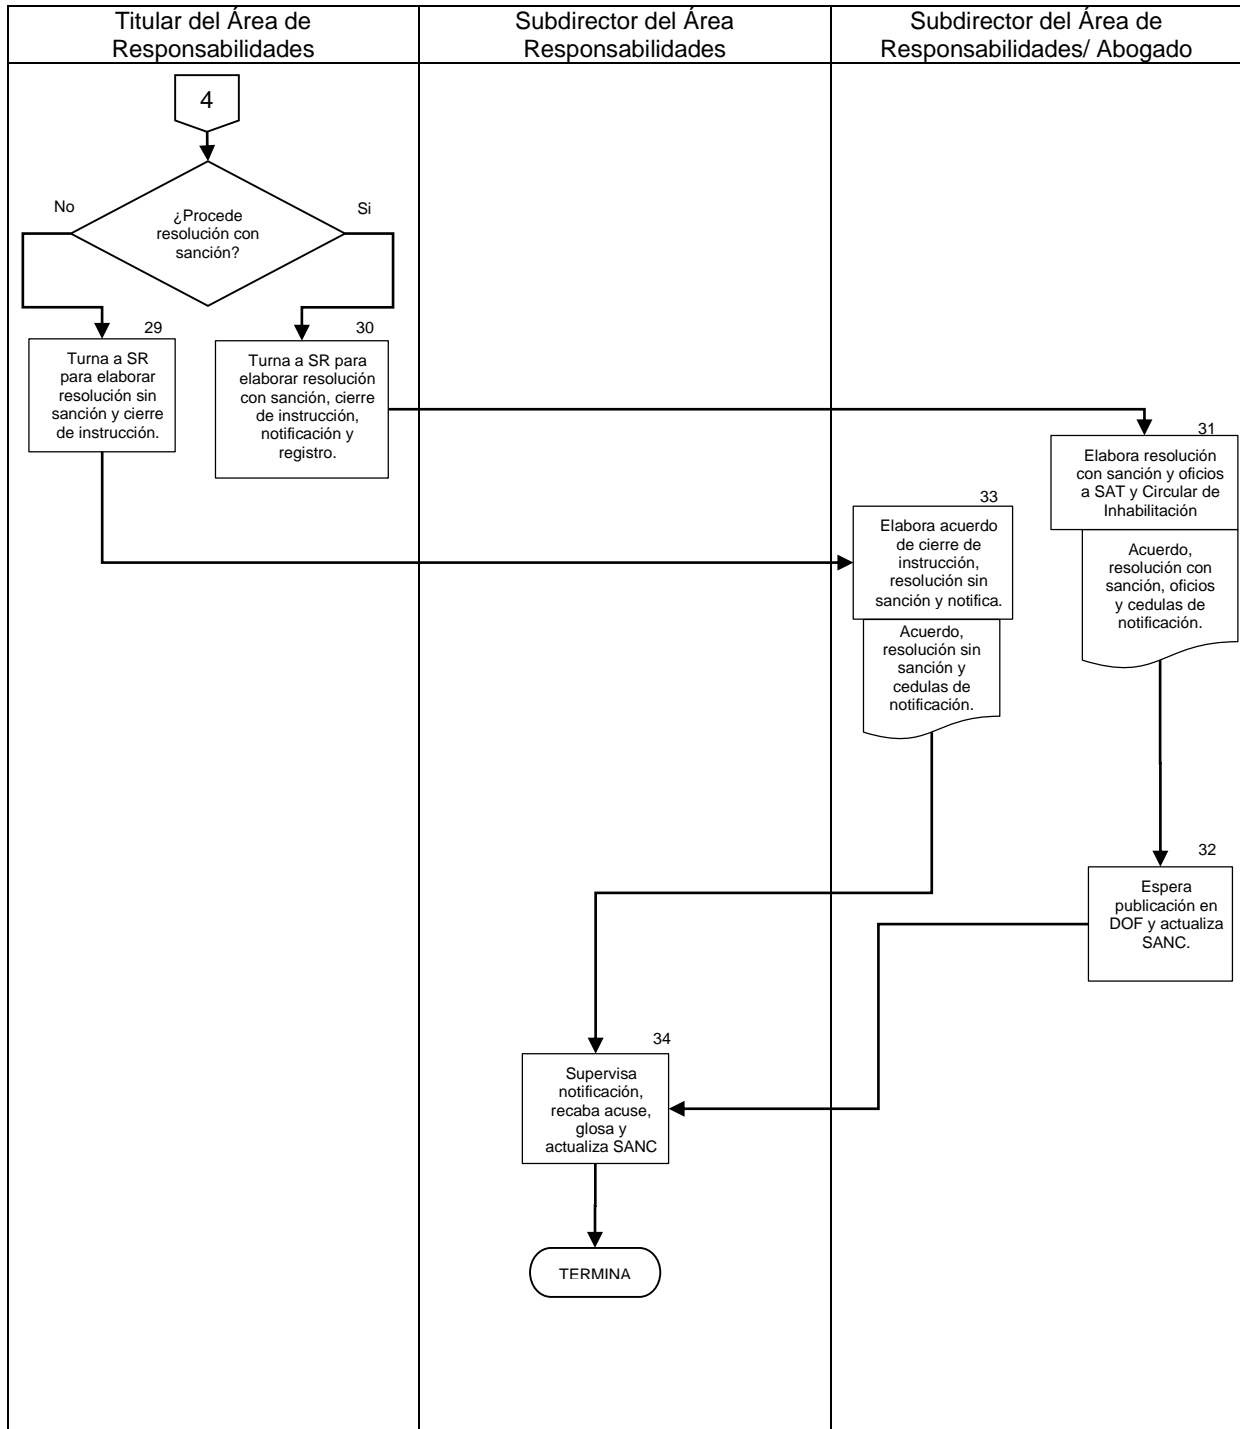 Titular del Área de
Responsabilidades
Subdirector del Área
Responsabilidades
Subdirector del Área de
Responsabilidades/ Abogado
4
¿Procede
resolución con
sanción?
No
Si
29
Turna a SR
para elaborar
resolución sin
sanción y cierre
de instrucción.
30
Turna a SR para
elaborar resolución
con sanción, cierre
de instrucción,
notificación y
registro.
31
Elabora resolución
con sanción y oficios
a SAT y Circular de
Inhabilitación
Acuerdo,
resolución con
sanción, oficios
y cedulas de
notificación.
33
Elabora acuerdo
de cierre de
instrucción,
resolución sin
sanción y notifica.
Acuerdo,
resolución sin
sanción y
cedulas de
notificación.
32
Espera
publicación en
DOF y actualiza
SANC.
34
Supervisa
notificación,
recaba acuse,
glosa y
actualiza SANC
TERMINA